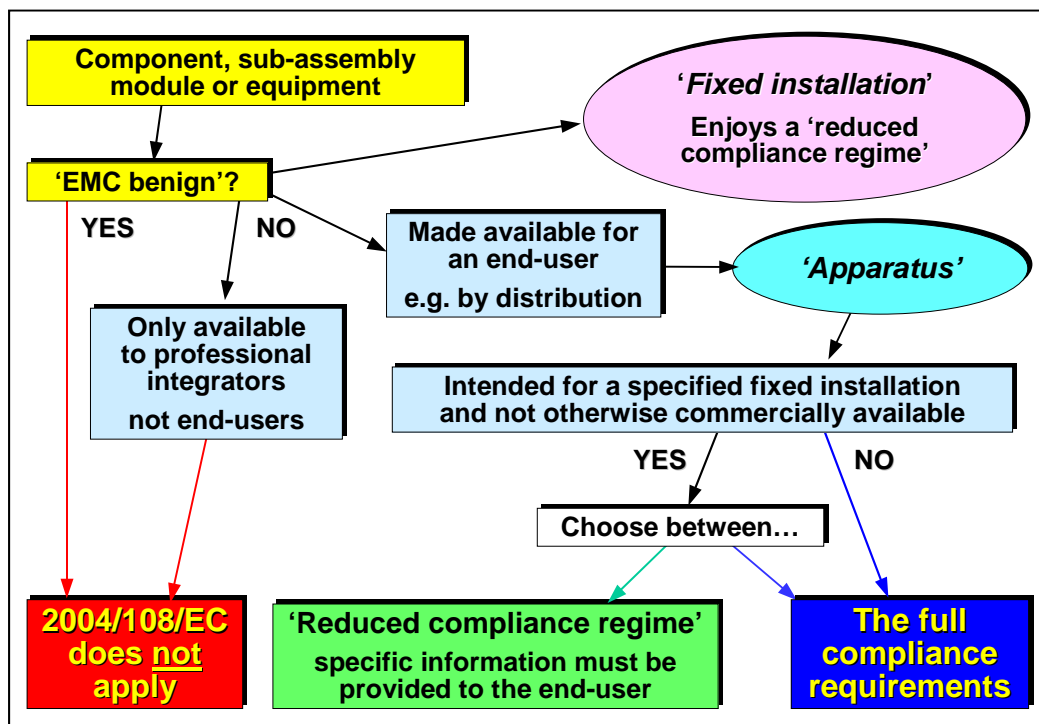 Component, sub-assembly
module or equipment
‘Fixed installation’
Enjoys a ‘reduced
compliance regime’
‘EMC benign’?
YES
NO
Made available for
an end-user
e.g. by distribution
‘Apparatus’
Only available
to professional
integrators
not end-users
Intended for a specified fixed installation
and not otherwise commercially available
YES
NO
Choose between…
2004/108/EC
does not
apply
‘Reduced compliance regime’
specific information must be
provided to the end-user
The full
compliance
requirements